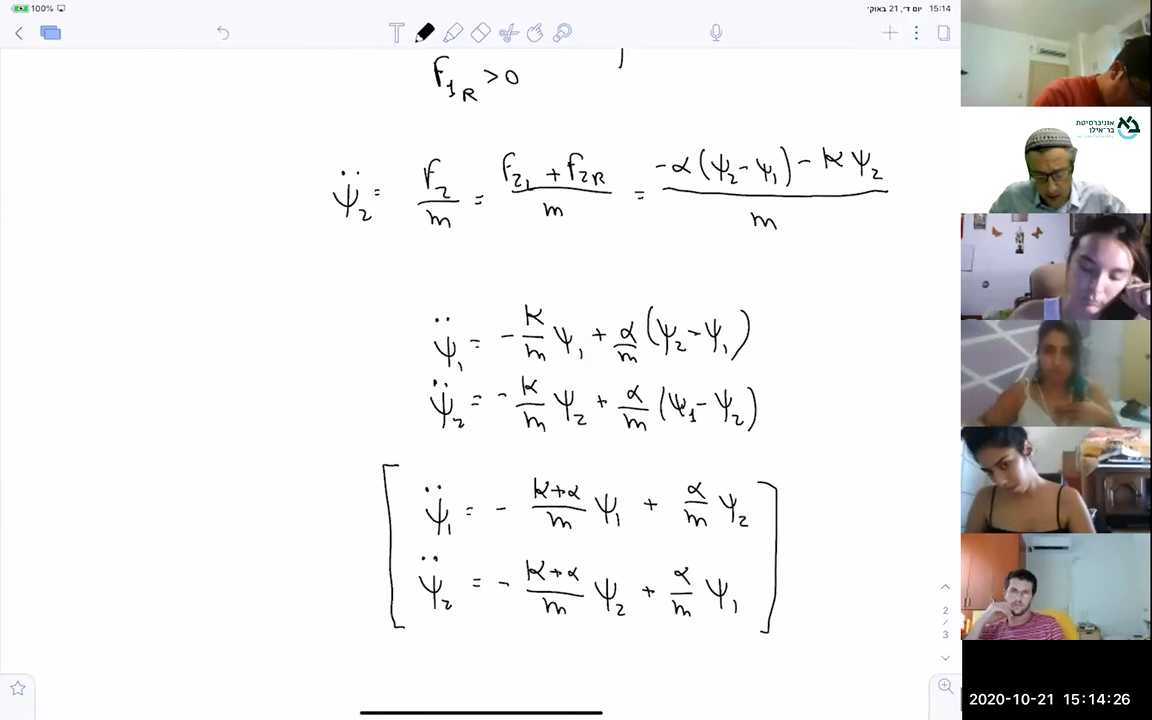 100%
15:14 יום ד', 21 באוק׳
F₁R > 0
ψ̈₂ = F₂/m = (F₂L + F₂R)/m = (-α(ψ₂ - ψ₁) - kψ₂)/m
ψ̈₁ = - k/m ψ₁ + α/m (ψ₂ - ψ₁)
ψ̈₂ = - k/m ψ₂ + α/m (ψ₁ - ψ₂)
ψ̈₁ = - (k+α)/m ψ₁ + α/m ψ₂
ψ̈₂ = - (k+α)/m ψ₂ + α/m ψ₁
2
/
3
אוניברסיטת
בר-אילן
2020-10-21 15:14:26